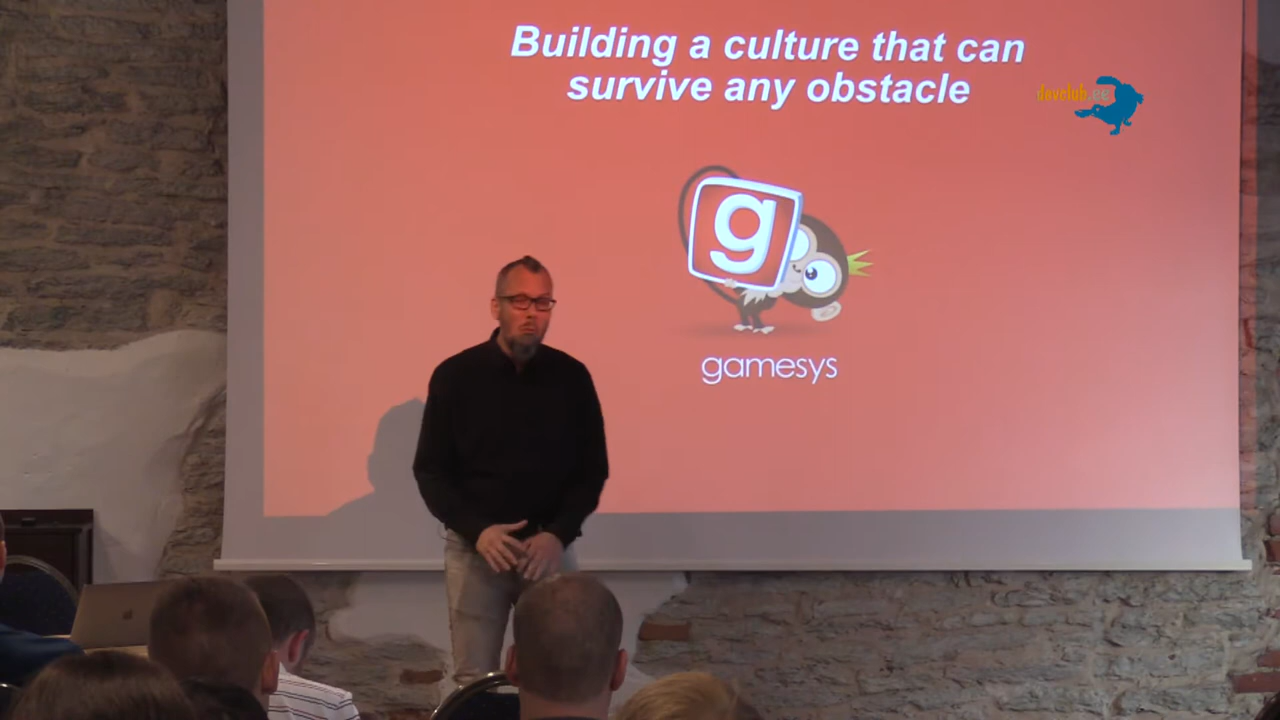 Building a culture that can
survive any obstacle
devclub.ee
g
gamesys